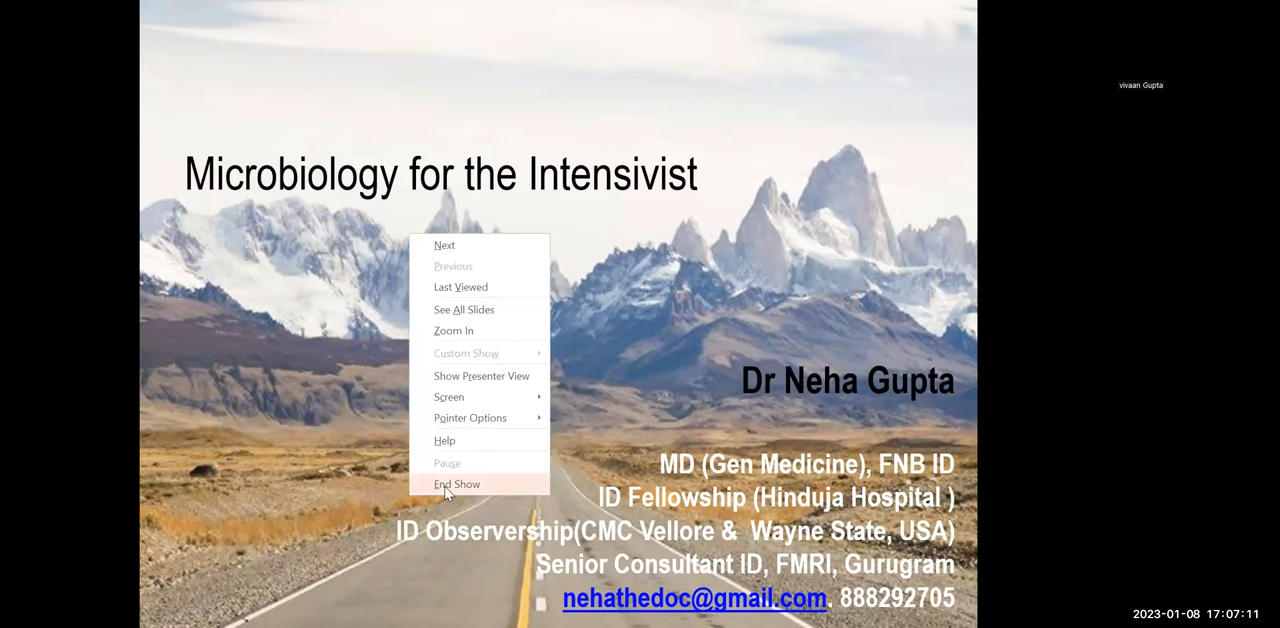 vivaan Gupta
Microbiology for the Intensivist
Next
Previous
Last Viewed
See All Slides
Zoom In
Custom Show
Show Presenter View
Screen
Pointer Options
Help
Pause
End Show
Dr Neha Gupta
MD (Gen Medicine), FNB ID
ID Fellowship (Hinduja Hospital )
ID Observership(CMC Vellore & Wayne State, USA)
Senior Consultant ID, FMRI, Gurugram
nehathedoc@gmail.com. 888292705
2023-01-08 17:07:11